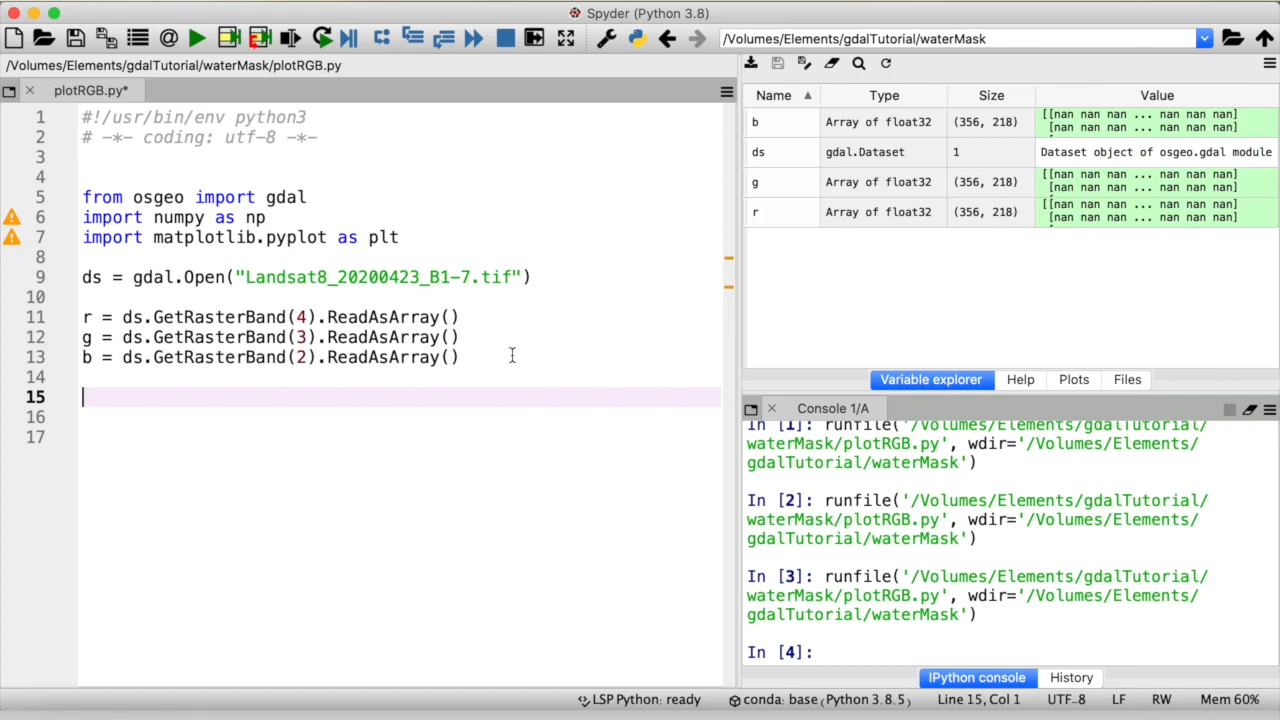 Spyder (Python 3.8)
/Volumes/Elements/gdalTutorial/waterMask
/Volumes/Elements/gdalTutorial/waterMask/plotRGB.py
plotRGB.py*
1 #!/usr/bin/env python3
2 # -*- coding: utf-8 -*-
3
4
5 from osgeo import gdal
6 import numpy as np
7 import matplotlib.pyplot as plt
8
9 ds = gdal.Open("Landsat8_20200423_B1-7.tif")
10
11 r = ds.GetRasterBand(4).ReadAsArray()
12 g = ds.GetRasterBand(3).ReadAsArray()
13 b = ds.GetRasterBand(2).ReadAsArray()
14
15
16
17
Name Type Size Value
b Array of float32 (356, 218) [[nan nan nan ... nan nan nan]
[nan nan nan ... nan nan nan]
ds gdal.Dataset 1 Dataset object of osgeo.gdal module
g Array of float32 (356, 218) [[nan nan nan ... nan nan nan]
[nan nan nan ... nan nan nan]
r Array of float32 (356, 218) [[nan nan nan ... nan nan nan]
[nan nan nan ... nan nan nan]
Variable explorer Help Plots Files
Console 1/A
In [1]: runfile('/Volumes/Elements/gdalTutorial/
waterMask/plotRGB.py', wdir='/Volumes/Elements/
gdalTutorial/waterMask')
In [2]: runfile('/Volumes/Elements/gdalTutorial/
waterMask/plotRGB.py', wdir='/Volumes/Elements/
gdalTutorial/waterMask')
In [3]: runfile('/Volumes/Elements/gdalTutorial/
waterMask/plotRGB.py', wdir='/Volumes/Elements/
gdalTutorial/waterMask')
In [4]:
IPython console History
LSP Python: ready conda: base (Python 3.8.5) Line 15, Col 1 UTF-8 LF RW Mem 60%